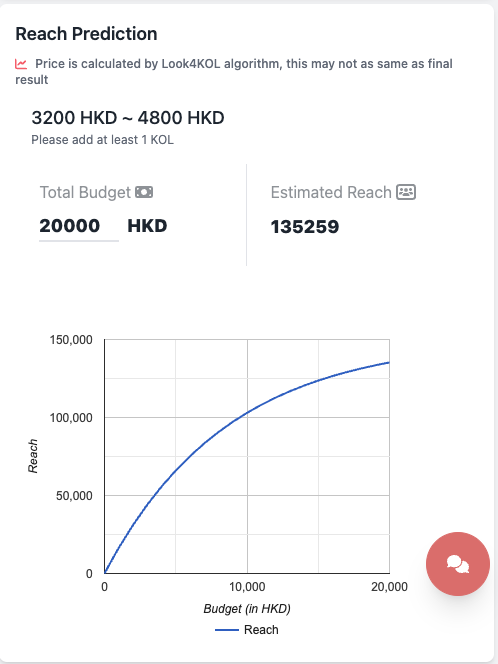 Reach Prediction
Price is calculated by Look4KOL algorithm, this may not as same as final
result
3200 HKD ~ 4800 HKD
Please add at least 1 KOL
Total Budget
20000 HKD
Estimated Reach
135259
150,000
100,000
50,000
0
Reach
0 10,000 20,000
Budget (in HKD)
Reach